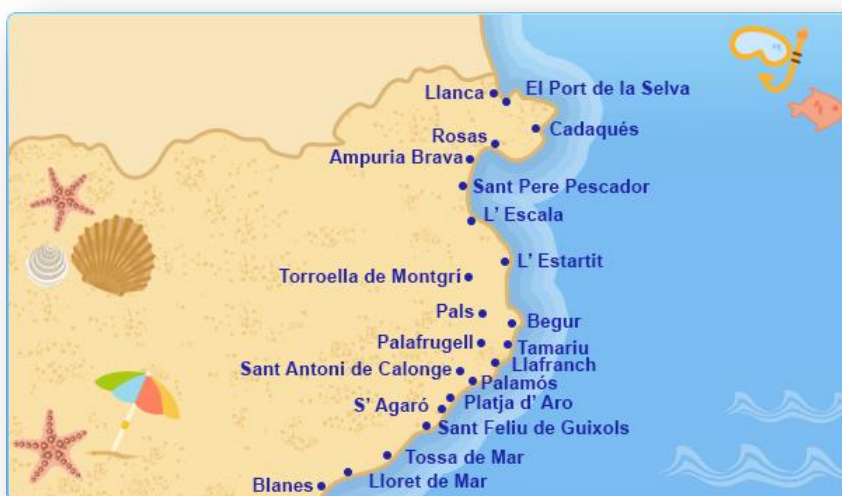 Llanca
El Port de la Selva
Cadaqués
Rosas
Ampuria Brava
Sant Pere Pescador
L' Escala
L' Estartit
Torroella de Montgrí
Pals
Begur
Palafrugell
Tamariu
Llafranch
Sant Antoni de Calonge
Palamós
Platja d' Aro
S' Agaró
Sant Feliu de Guixols
Tossa de Mar
Lloret de Mar
Blanes